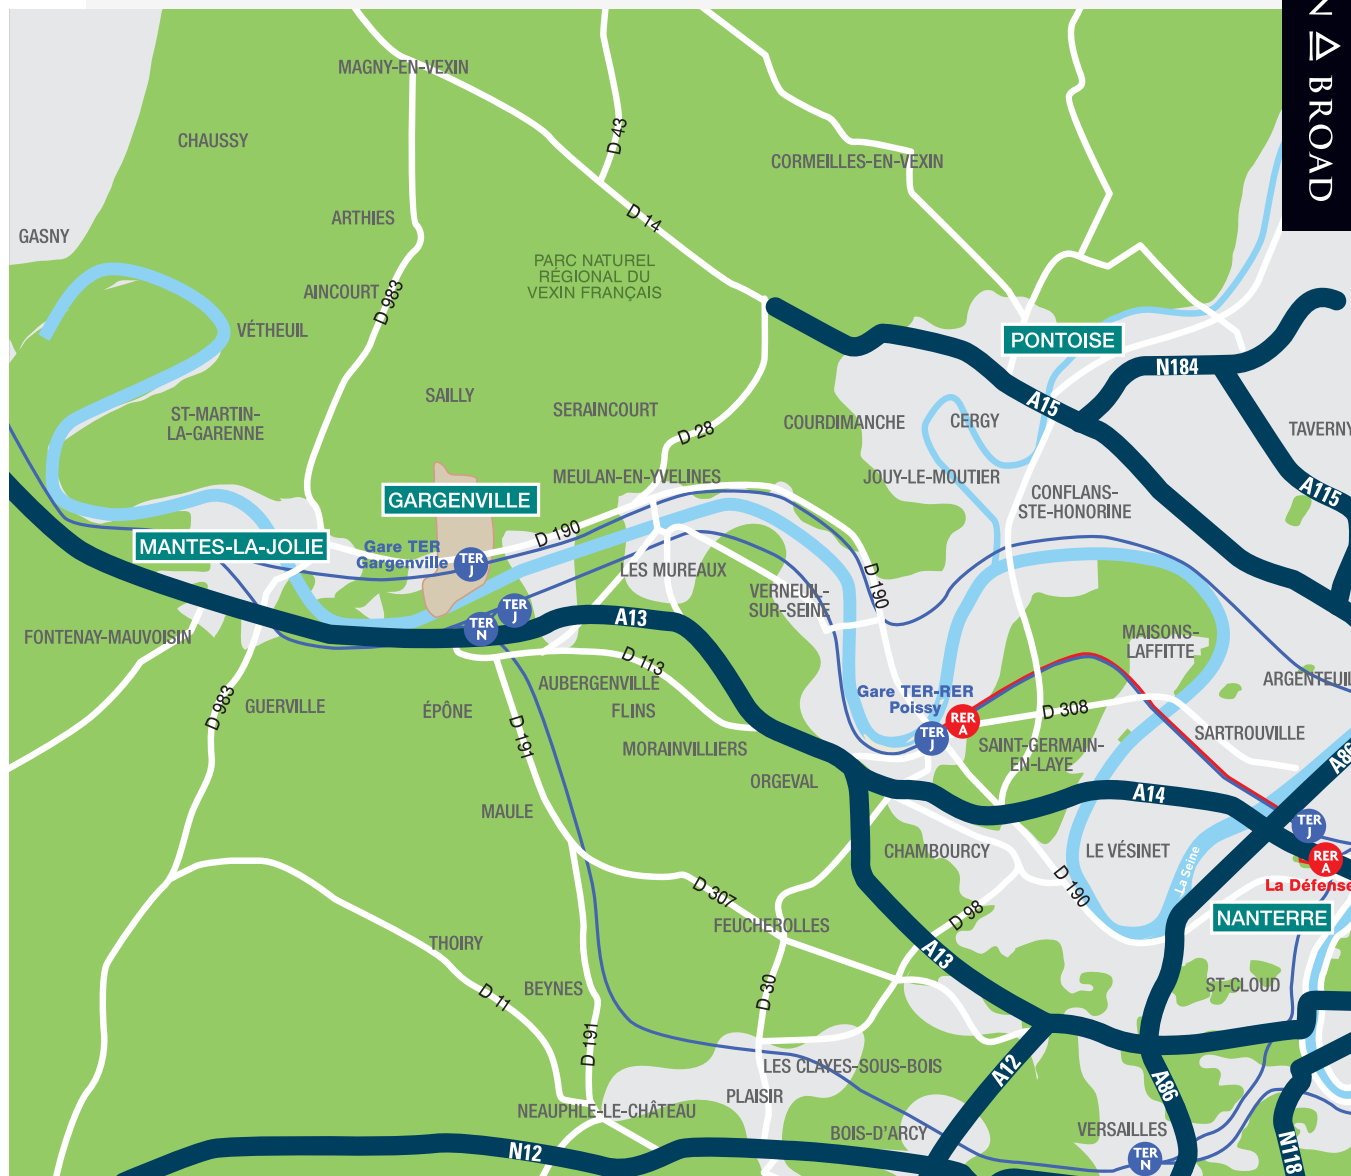 N ≙ BROAD
MAGNY-EN-VEXIN
CHAUSSY
D 43
CORMEILLES-EN-VEXIN
ARTHIES
D 14
GASNY
PARC NATUREL
RÉGIONAL DU
VEXIN FRANÇAIS
AINCOURT
D 983
VÉTHEUIL
PONTOISE
N184
SAILLY
A15
ST-MARTIN-
LA-GARENNE
SERAINCOURT
D 28
COURDIMANCHE
CERGY
TAVERNY
MEULAN-EN-YVELINES
JOUY-LE-MOUTIER
A115
GARGENVILLE
CONFLANS-
STE-HONORINE
D 190
MANTES-LA-JOLIE
Gare TER
Gargenville
TER
J
LES MUREAUX
D 190
VERNEUIL-
SUR-SEINE
TER
J
TER
N
A13
FONTENAY-MAUVOISIN
MAISONS-
LAFFITTE
D 113
AUBERGENVILLE
ARGENTEUIL
D 983
GUERVILLE
ÉPÔNE
FLINS
Gare TER-RER
Poissy
RER
A
TER
J
D 308
D 191
MORAINVILLIERS
SAINT-GERMAIN-
EN-LAYE
SARTROUVILLE
A86
ORGEVAL
A14
MAULE
TER
J
CHAMBOURCY
LE VÉSINET
La Seine
RER
A
La Défense
D 307
D 190
FEUCHEROLLES
D 98
NANTERRE
THOIRY
A13
D 11
BEYNES
D 30
ST-CLOUD
D 191
LES CLAYES-SOUS-BOIS
A12
A86
PLAISIR
NEAUPHLE-LE-CHÂTEAU
BOIS-D'ARCY
VERSAILLES
N12
TER
N
N118